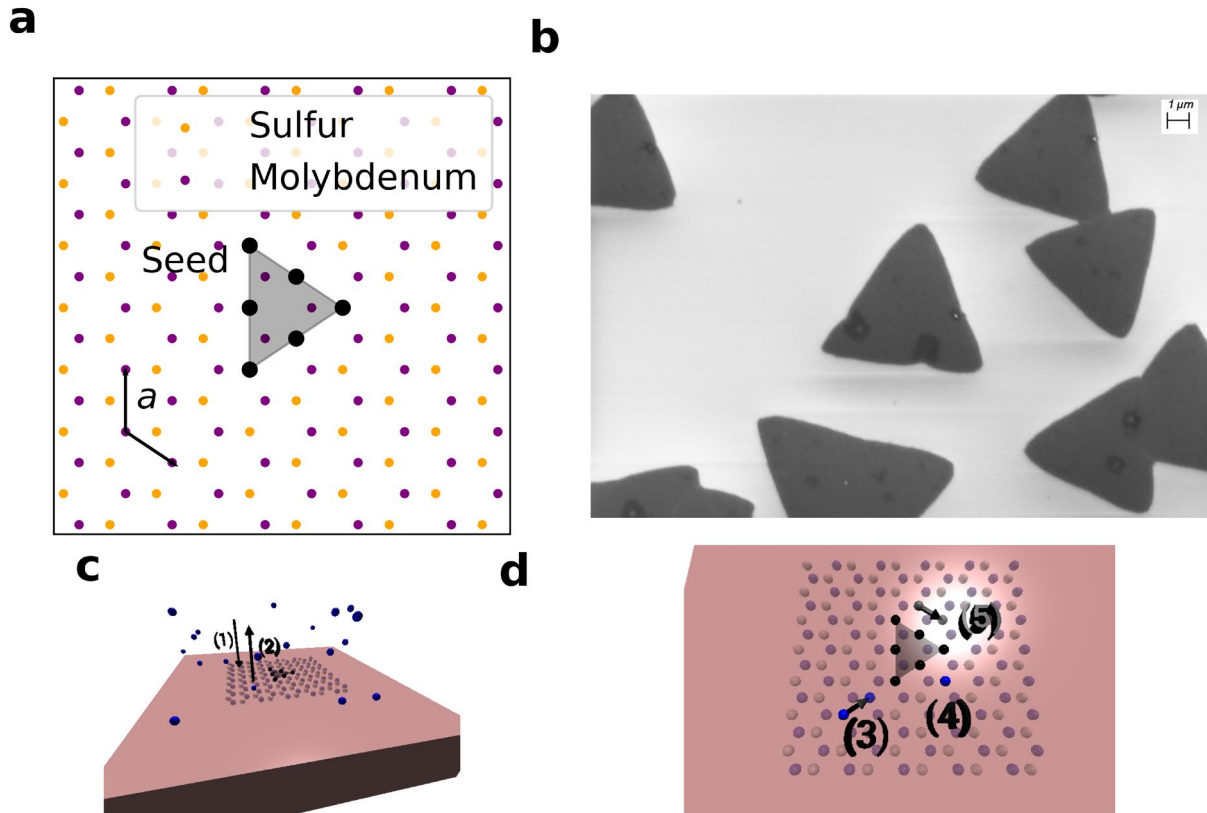 a
b
Sulfur
Molybdenum
Seed
a
1 μm
c
d
(1)
(2)
(5)
(4)
(3)